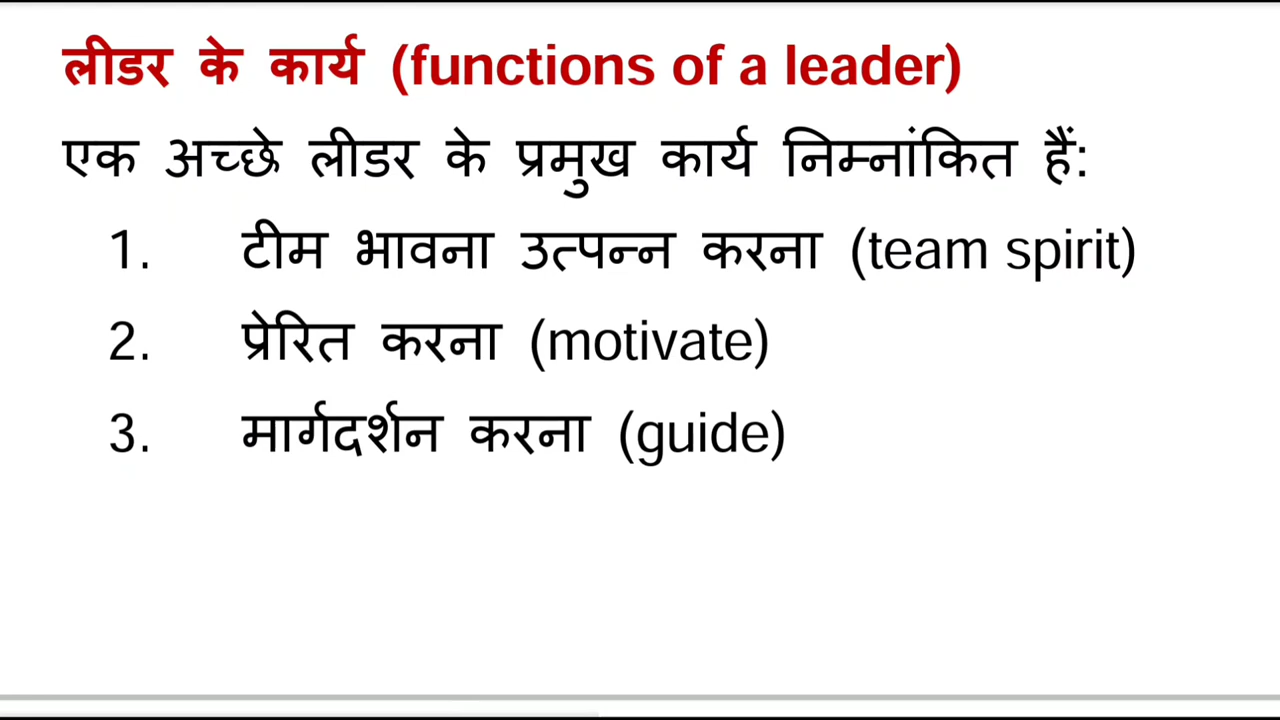 लीडर के कार्य (functions of a leader)
एक अच्छे लीडर के प्रमुख कार्य निम्नांकित हैं:
1. टीम भावना उत्पन्न करना (team spirit)
2. प्रेरित करना (motivate)
3. मार्गदर्शन करना (guide)